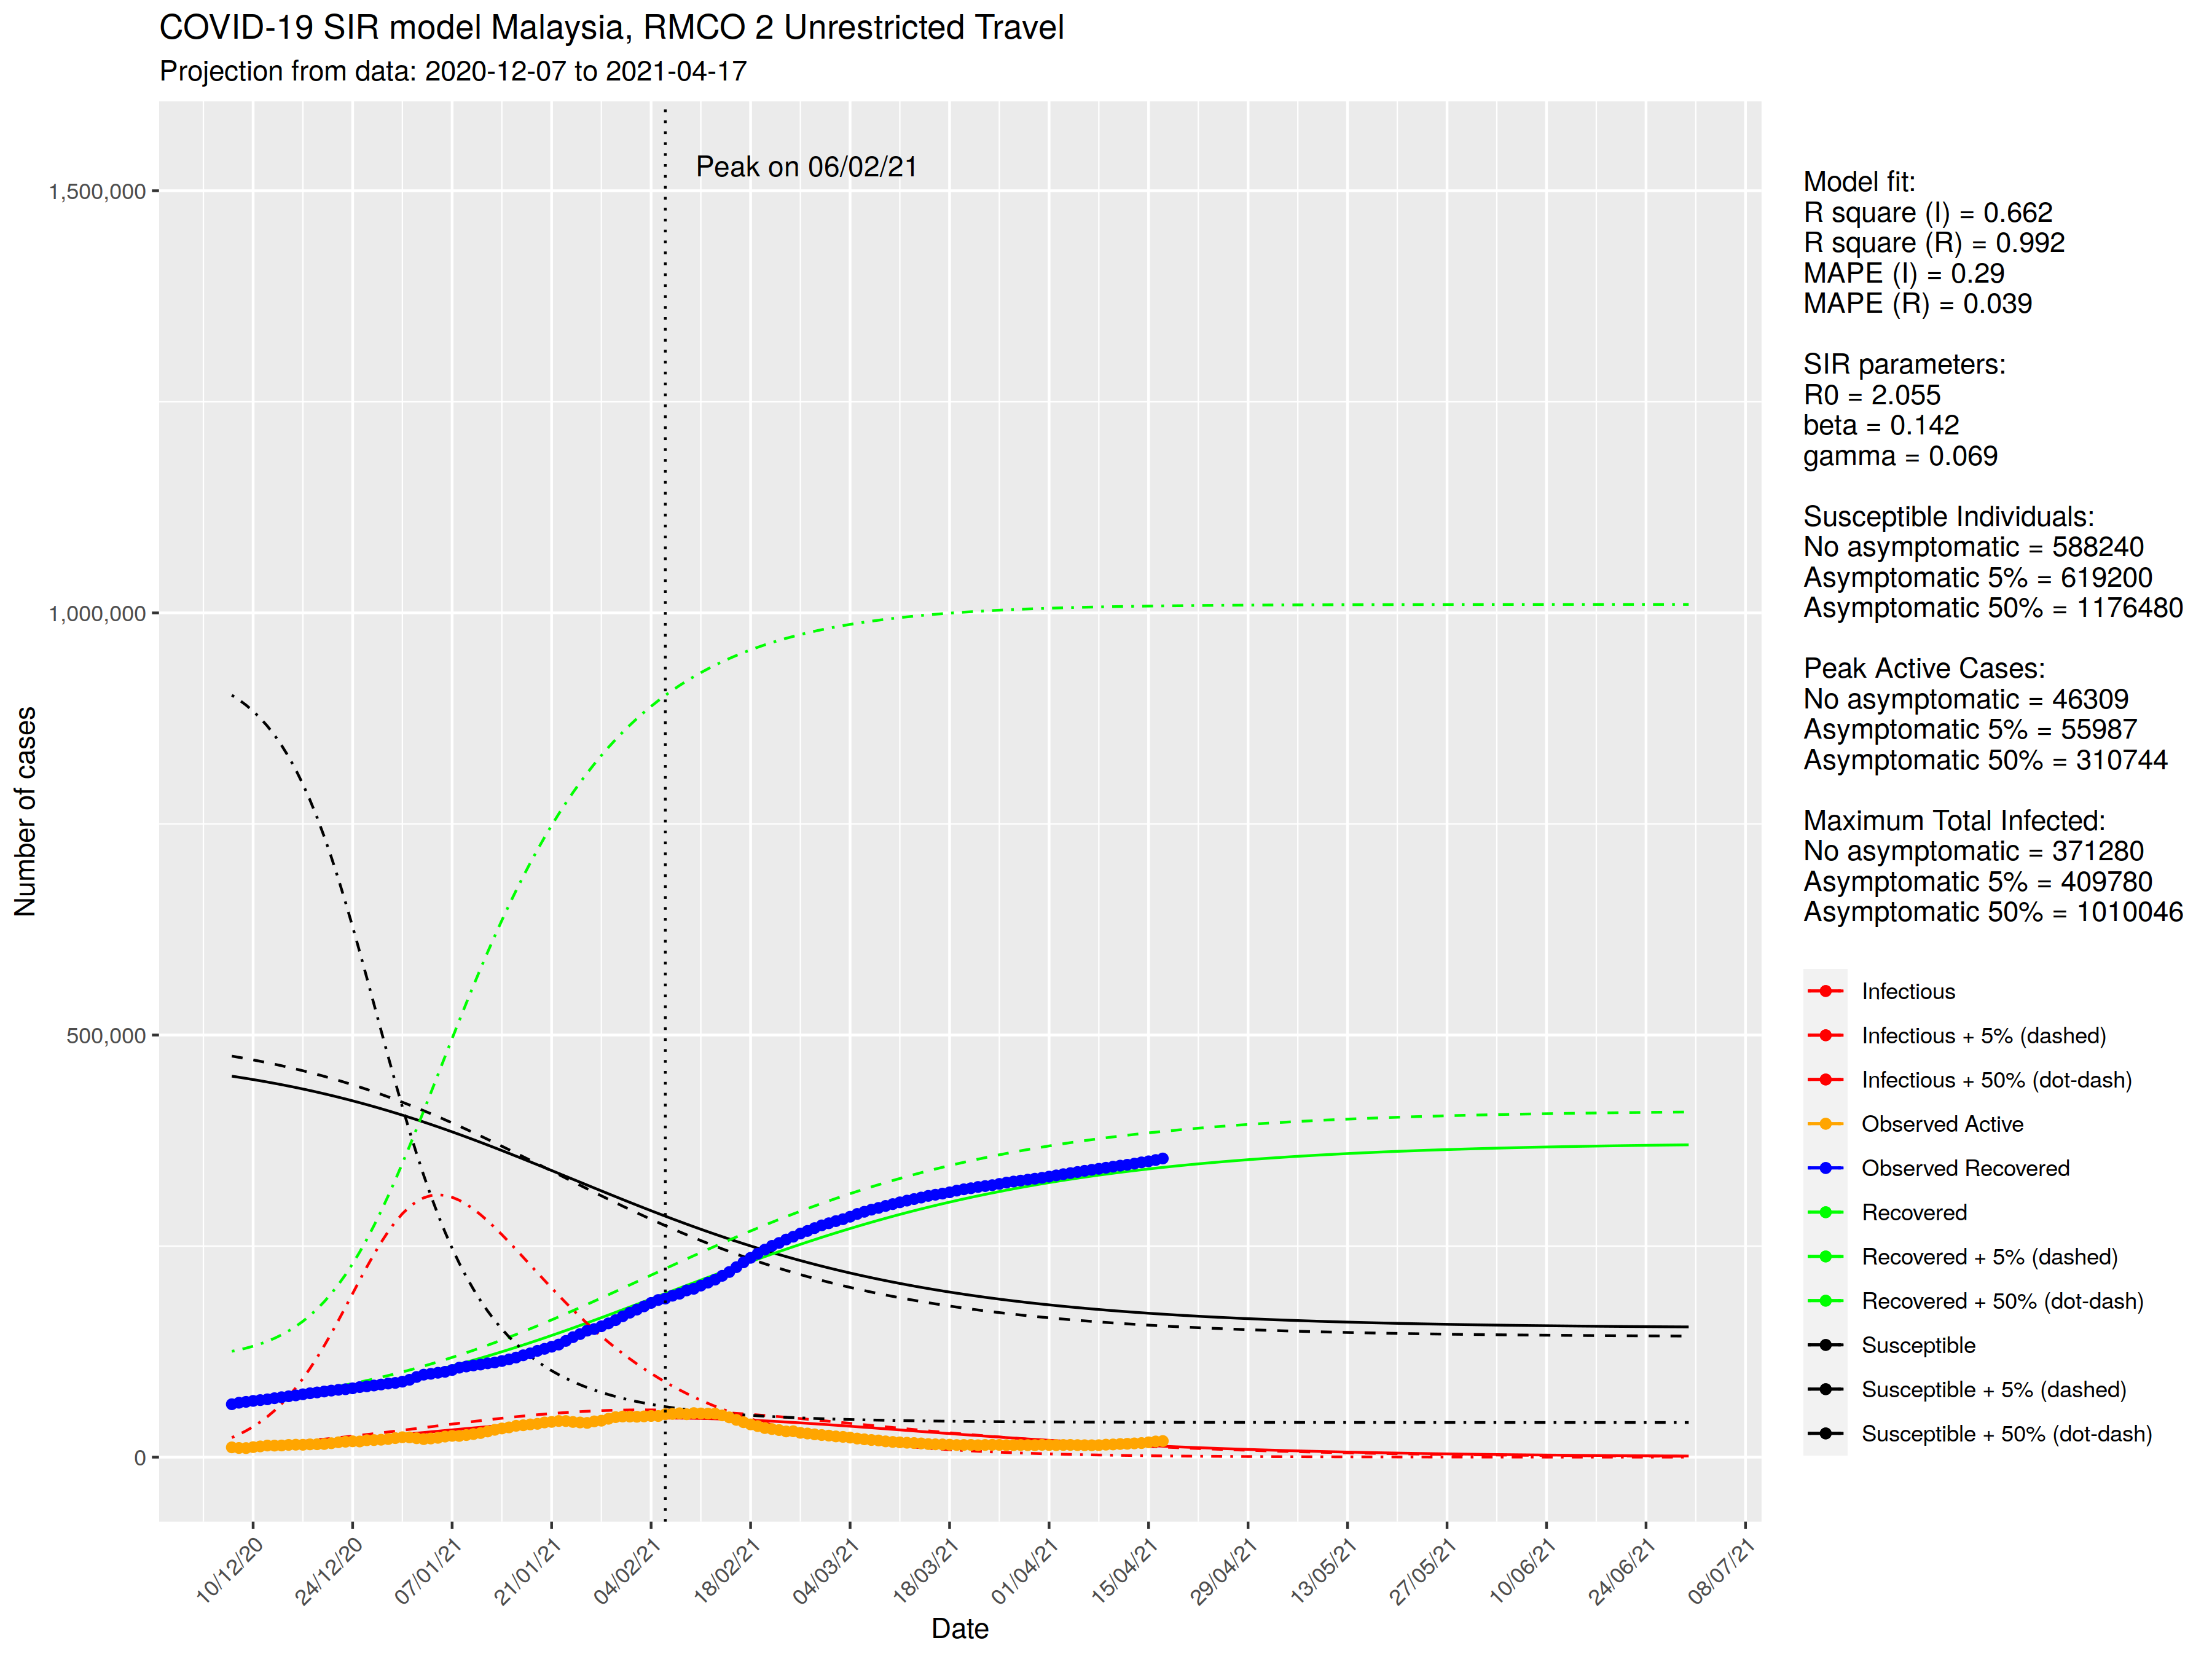 COVID-19 SIR model Malaysia, RMCO 2 Unrestricted Travel
Projection from data: 2020-12-07 to 2021-04-17
Peak on 06/02/21
1,500,000
1,000,000
500,000
0
Number of cases
10/12/20
24/12/20
07/01/21
21/01/21
04/02/21
18/02/21
04/03/21
18/03/21
01/04/21
15/04/21
29/04/21
13/05/21
27/05/21
10/06/21
24/06/21
08/07/21
Date
Model fit:
R square (I) = 0.662
R square (R) = 0.992
MAPE (I) = 0.29
MAPE (R) = 0.039
SIR parameters:
R0 = 2.055
beta = 0.142
gamma = 0.069
Susceptible Individuals:
No asymptomatic = 588240
Asymptomatic 5% = 619200
Asymptomatic 50% = 1176480
Peak Active Cases:
No asymptomatic = 46309
Asymptomatic 5% = 55987
Asymptomatic 50% = 310744
Maximum Total Infected:
No asymptomatic = 371280
Asymptomatic 5% = 409780
Asymptomatic 50% = 1010046
Infectious
Infectious + 5% (dashed)
Infectious + 50% (dot-dash)
Observed Active
Observed Recovered
Recovered
Recovered + 5% (dashed)
Recovered + 50% (dot-dash)
Susceptible
Susceptible + 5% (dashed)
Susceptible + 50% (dot-dash)